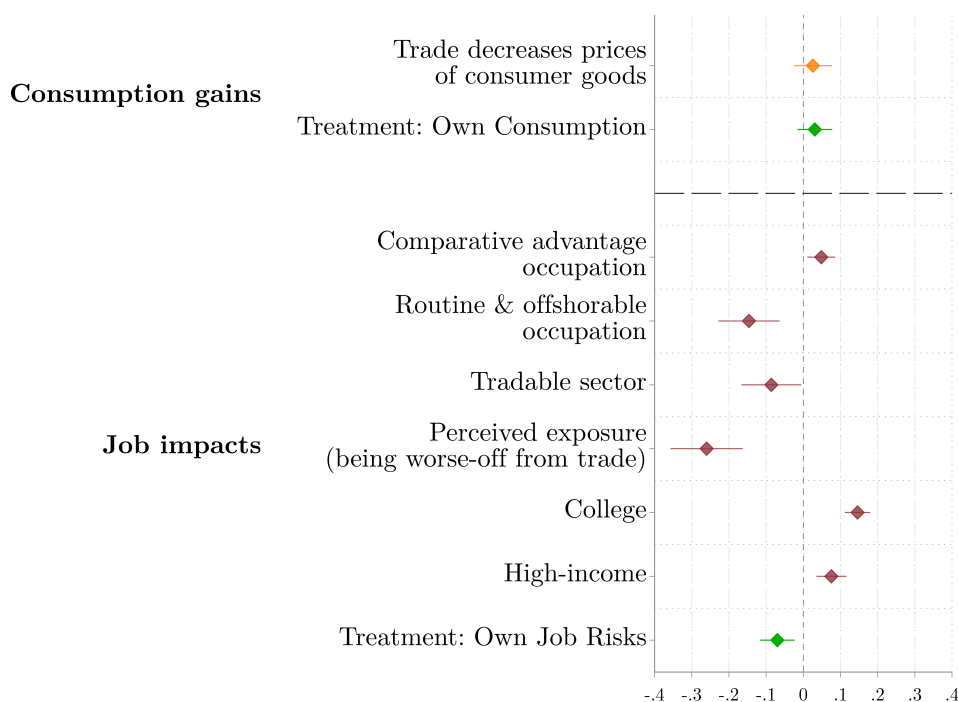 Trade decreases prices
of consumer goods
Consumption gains
Treatment: Own Consumption
Comparative advantage
occupation
Routine & offshorable
occupation
Tradable sector
Perceived exposure
Job impacts
(being worse-off from trade)
College
High-income
Treatment: Own Job Risks
-.4 -.3 -.2 -.1 0 .1 .2 .3 .4